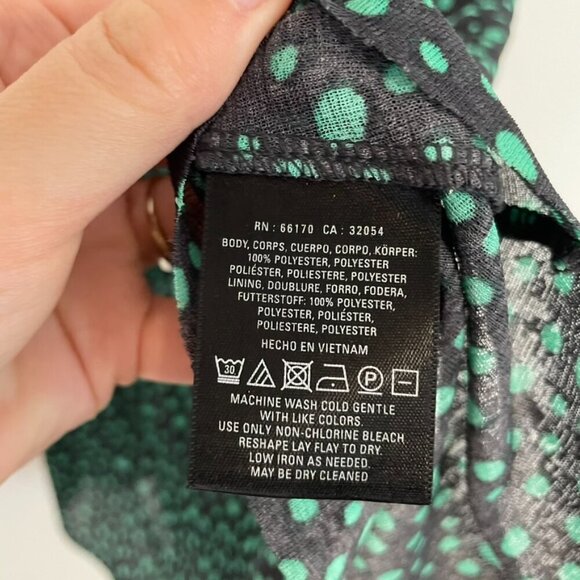 RN : 66170 CA : 32054
BODY, CORPS, CUERPO, CORPO, KÖRPER:
100% POLYESTER, POLYESTER
POLIÉSTER, POLIESTERE, POLYESTER
LINING, DOUBLURE, FORRO, FODERA,
FUTTERSTOFF: 100% POLYESTER,
POLYESTER, POLIÉSTER,
POLIESTERE, POLYESTER
HECHO EN VIETNAM
30 P
MACHINE WASH COLD GENTLE
WITH LIKE COLORS.
USE ONLY NON-CHLORINE BLEACH
RESHAPE LAY FLAT TO DRY.
LOW IRON AS NEEDED.
MAY BE DRY CLEANED